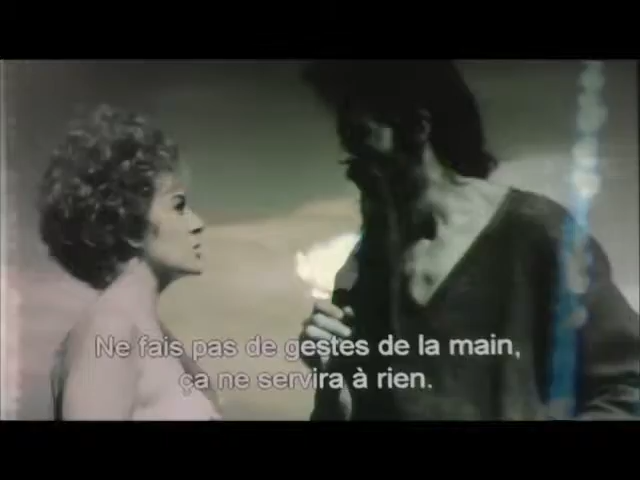 Ne fais pas de gestes de la main,
ça ne servira à rien.